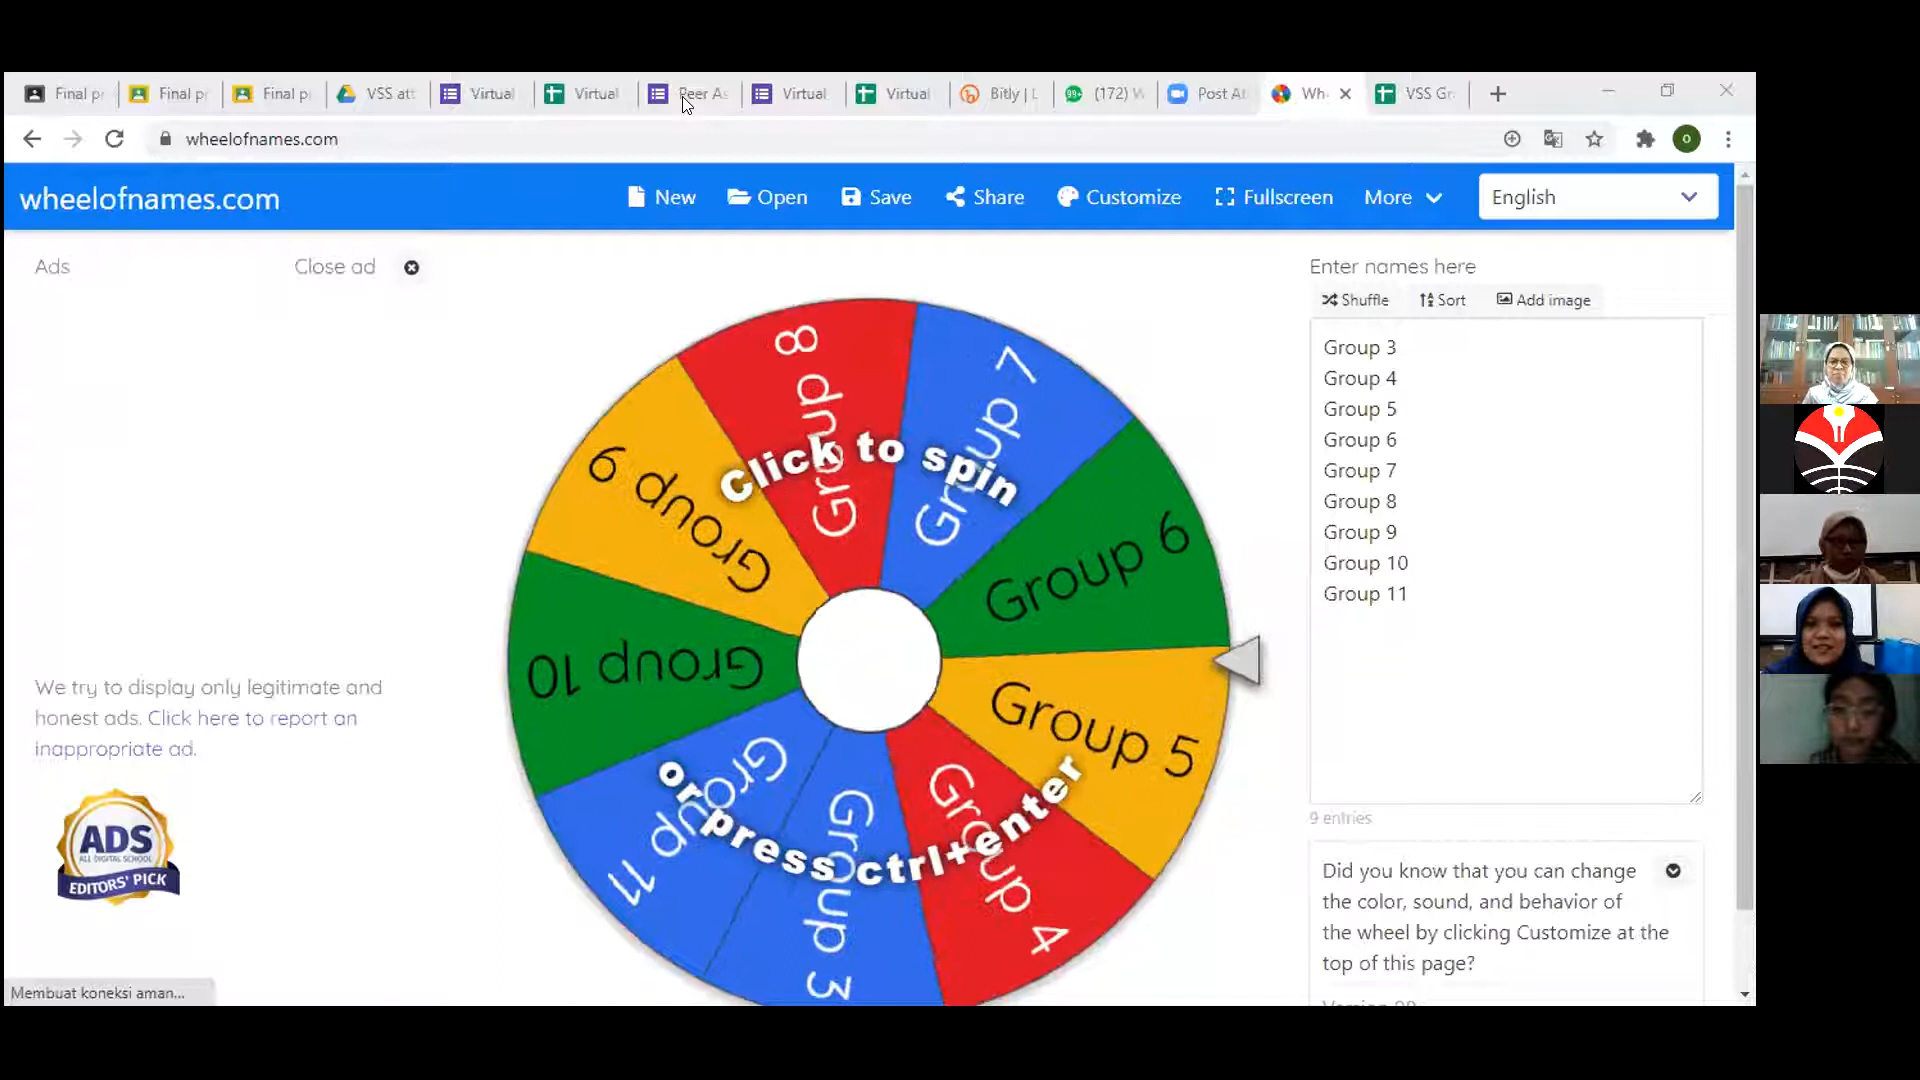 Final pr
Final pr
Final p
VSS att
Virtual
Virtual
Peer As
Virtual
Virtual
Bitly | L
99+
(172) W
Post At
Wh
VSS Gr
wheelofnames.com
O
wheelofnames.com
New
Open
Save
Share
Customize
Fullscreen
More
English
Ads
Close ad
Enter names here
Shuffle
Sort
Add image
Group 3
Group 4
Group 5
Group 6
Group 7
Group 8
Group 9
Group 10
Group 11
9 entries
Click to spin
or press ctrl+enter
Group 8
Group 7
Group 6
Group 5
Group 4
Group 3
Group 11
Group 10
Group 9
We try to display only legitimate and
honest ads. Click here to report an
inappropriate ad.
ADS
ALL DIGITAL SCHOOL
EDITORS' PICK
Did you know that you can change
the color, sound, and behavior of
the wheel by clicking Customize at the
top of this page?
Membuat koneksi aman...